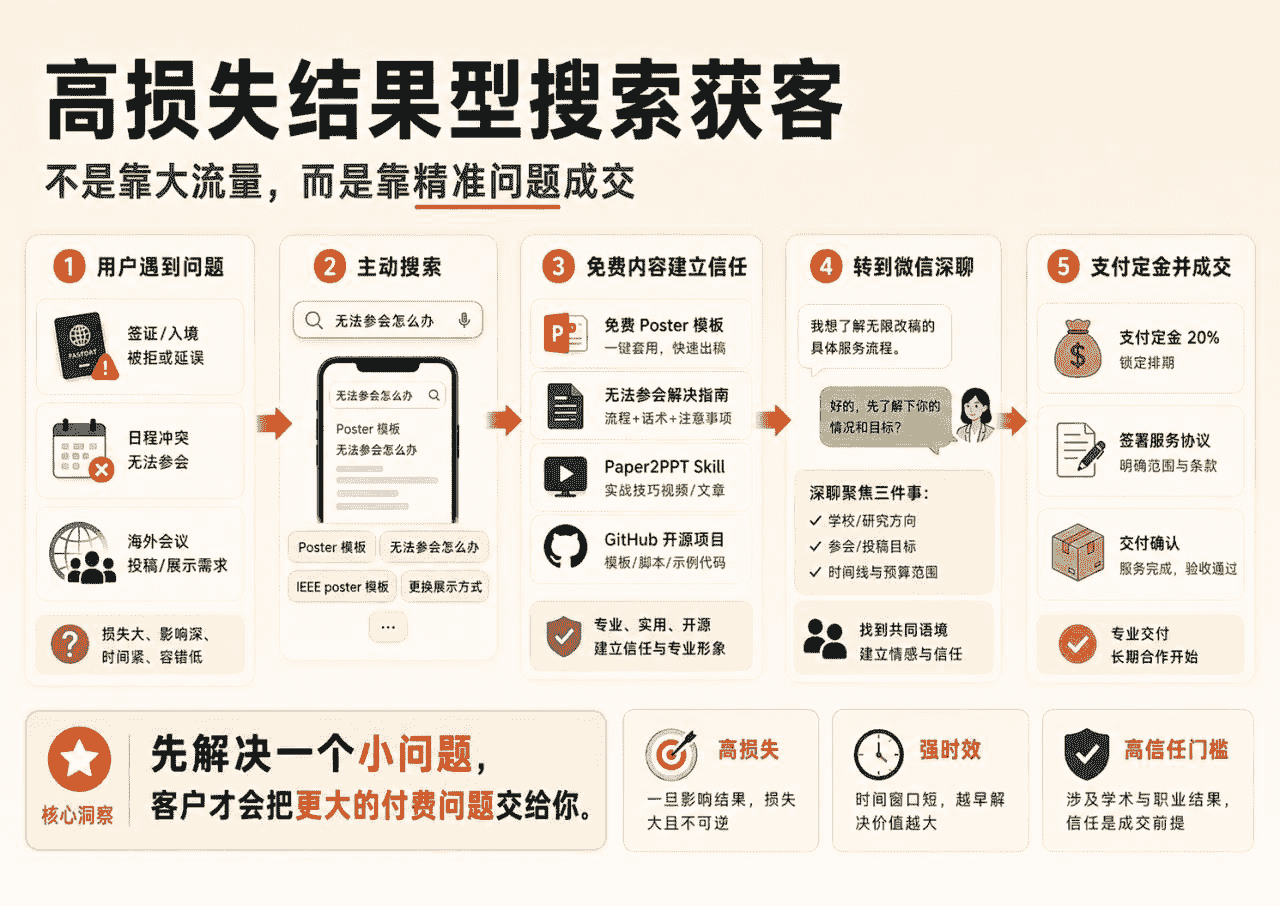 高损失结果型搜索获客
不是靠大流量，而是靠精准问题成交
1 用户遇到问题
签证/入境
被拒或延误
日程冲突
无法参会
海外会议
投稿/展示需求
损失大、影响深、
时间紧、容错低
2 主动搜索
无法参会怎么办
无法参会怎么办
Poster 模板
无法参会怎么办
Poster 模板
无法参会怎么办
IEEE poster 模板
更换展示方式
...
3 免费内容建立信任
P
免费 Poster 模板
一键套用，快速出稿
无法参会解决指南
流程+话术+注意事项
Paper2PPT Skill
实战技巧视频/文章
GitHub 开源项目
模板/脚本/示例代码
专业、实用、开源
建立信任与专业形象
4 转到微信深聊
我想了解无限改稿的
具体服务流程。
好的，先了解下你的
情况和目标？
深聊聚焦三件事：
✓ 学校/研究方向
✓ 参会/投稿目标
✓ 时间线与预算范围
找到共同语境
建立情感与信任
5 支付定金并成交
$
支付定金 20%
锁定排期
签署服务协议
明确范围与条款
交付确认
服务完成，验收通过
专业交付
长期合作开始
核心洞察
先解决一个小问题，
客户才会把更大的付费问题交给你。
高损失
一旦影响结果，损失
大且不可逆
强时效
时间窗口短，越早解
决价值越大
高信任门槛
涉及学术与职业结果，
信任是成交前提